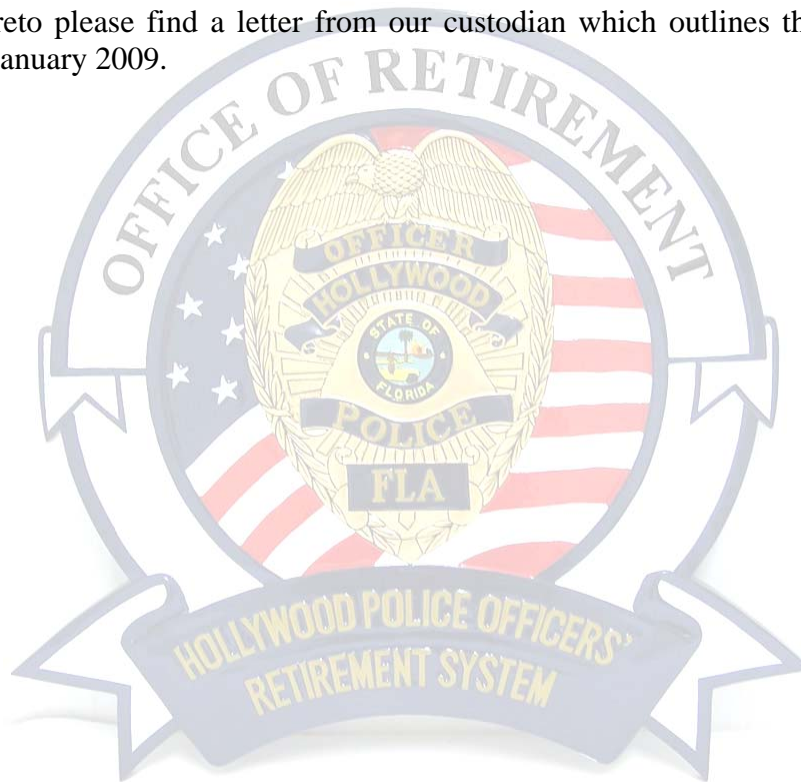 reto please find a letter from our custodian which outlines th
anuary 2009.
OFFICE OF RETIREMENT
OFFICER
HOLLYWOOD
STATE OF
FLORIDA
POLICE
FLA
HOLLYWOOD POLICE OFFICERS'
RETIREMENT SYSTEM